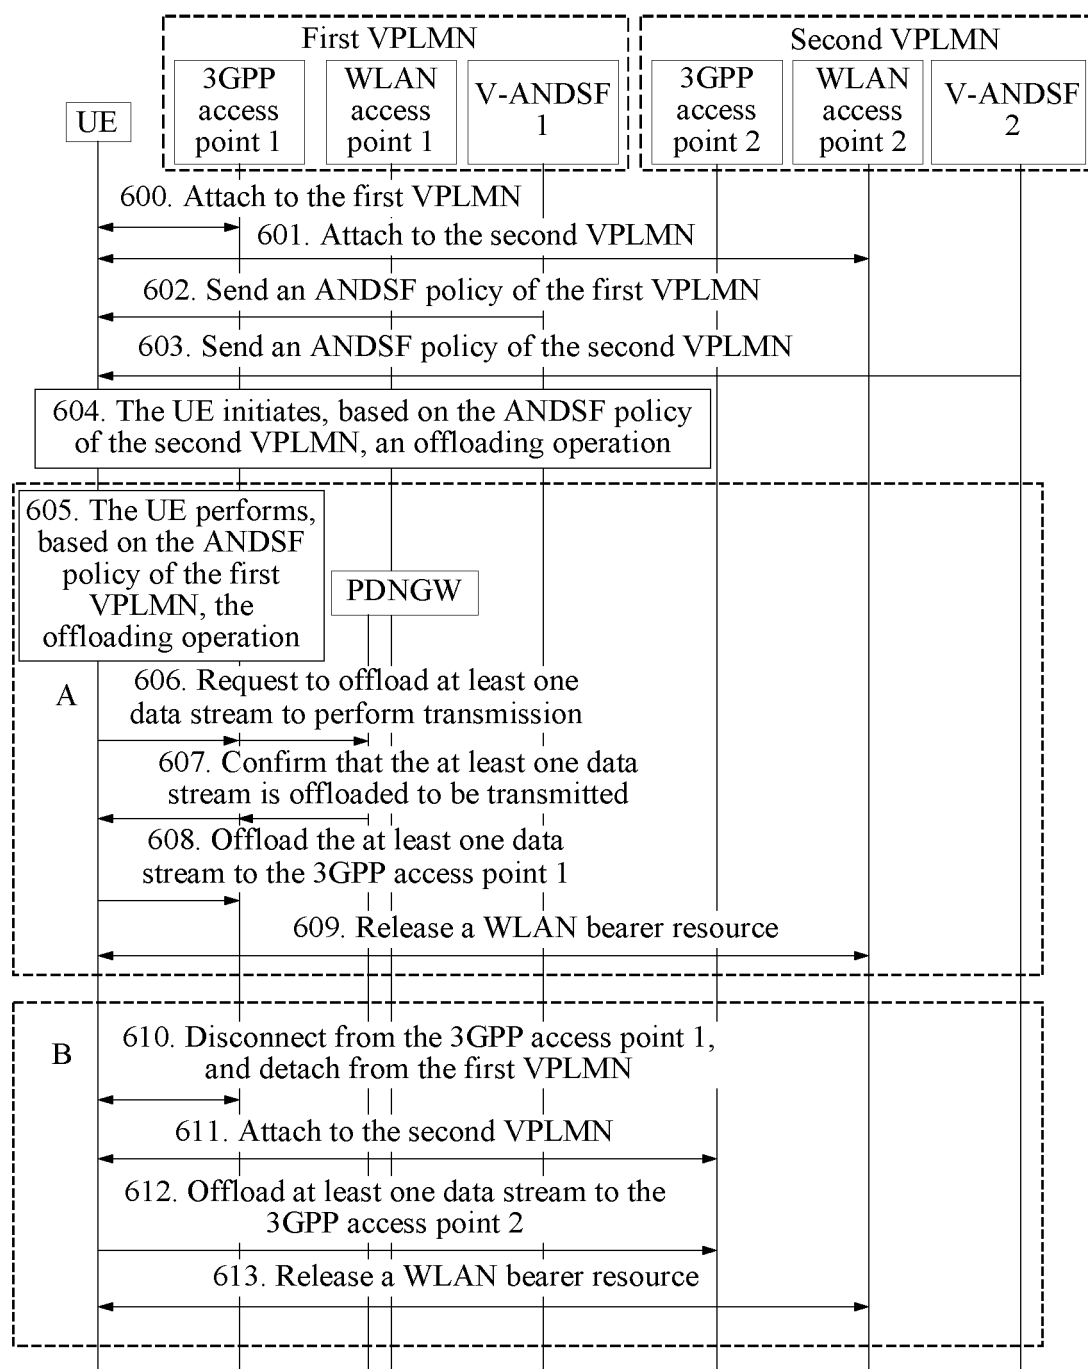 First VPLMN
Second VPLMN
UE
3GPP
access
point 1
WLAN
access
point 1
V-ANDSF
1
3GPP
access
point 2
WLAN
access
point 2
V-ANDSF
2
600. Attach to the first VPLMN
601. Attach to the second VPLMN
602. Send an ANDSF policy of the first VPLMN
603. Send an ANDSF policy of the second VPLMN
604. The UE initiates, based on the ANDSF policy
of the second VPLMN, an offloading operation
605. The UE performs,
based on the ANDSF
policy of the first
VPLMN, the
offloading operation
PDNGW
A
606. Request to offload at least one
data stream to perform transmission
607. Confirm that the at least one data
stream is offloaded to be transmitted
608. Offload the at least one data
stream to the 3GPP access point 1
609. Release a WLAN bearer resource
B
610. Disconnect from the 3GPP access point 1,
and detach from the first VPLMN
611. Attach to the second VPLMN
612. Offload at least one data stream to the
3GPP access point 2
613. Release a WLAN bearer resource